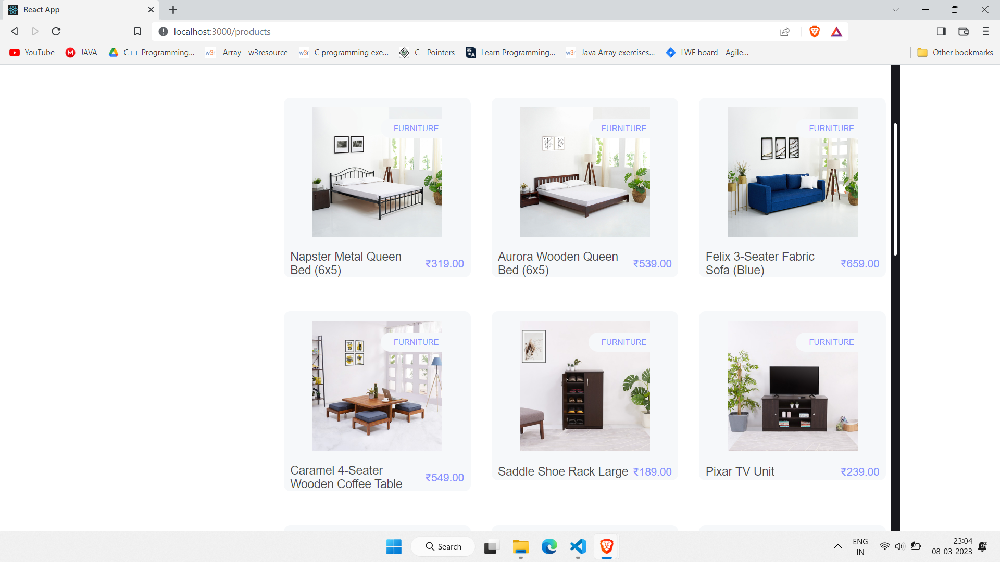 React App
localhost:3000/products
YouTube
JAVA
C++ Programming...
w3r
Array - w3resource
w3r
C programming exe...
C - Pointers
Learn Programming...
w3r
Java Array exercises...
LWE board - Agile...
Other bookmarks
FURNITURE
FURNITURE
FURNITURE
Napster Metal Queen
Bed (6x5)
₹319.00
Aurora Wooden Queen
Bed (6x5)
₹539.00
Felix 3-Seater Fabric
Sofa (Blue)
₹659.00
FURNITURE
FURNITURE
FURNITURE
Caramel 4-Seater
Wooden Coffee Table
₹549.00
Saddle Shoe Rack Large
₹189.00
Pixar TV Unit
₹239.00
Search
ENG
IN
23:04
08-03-2023